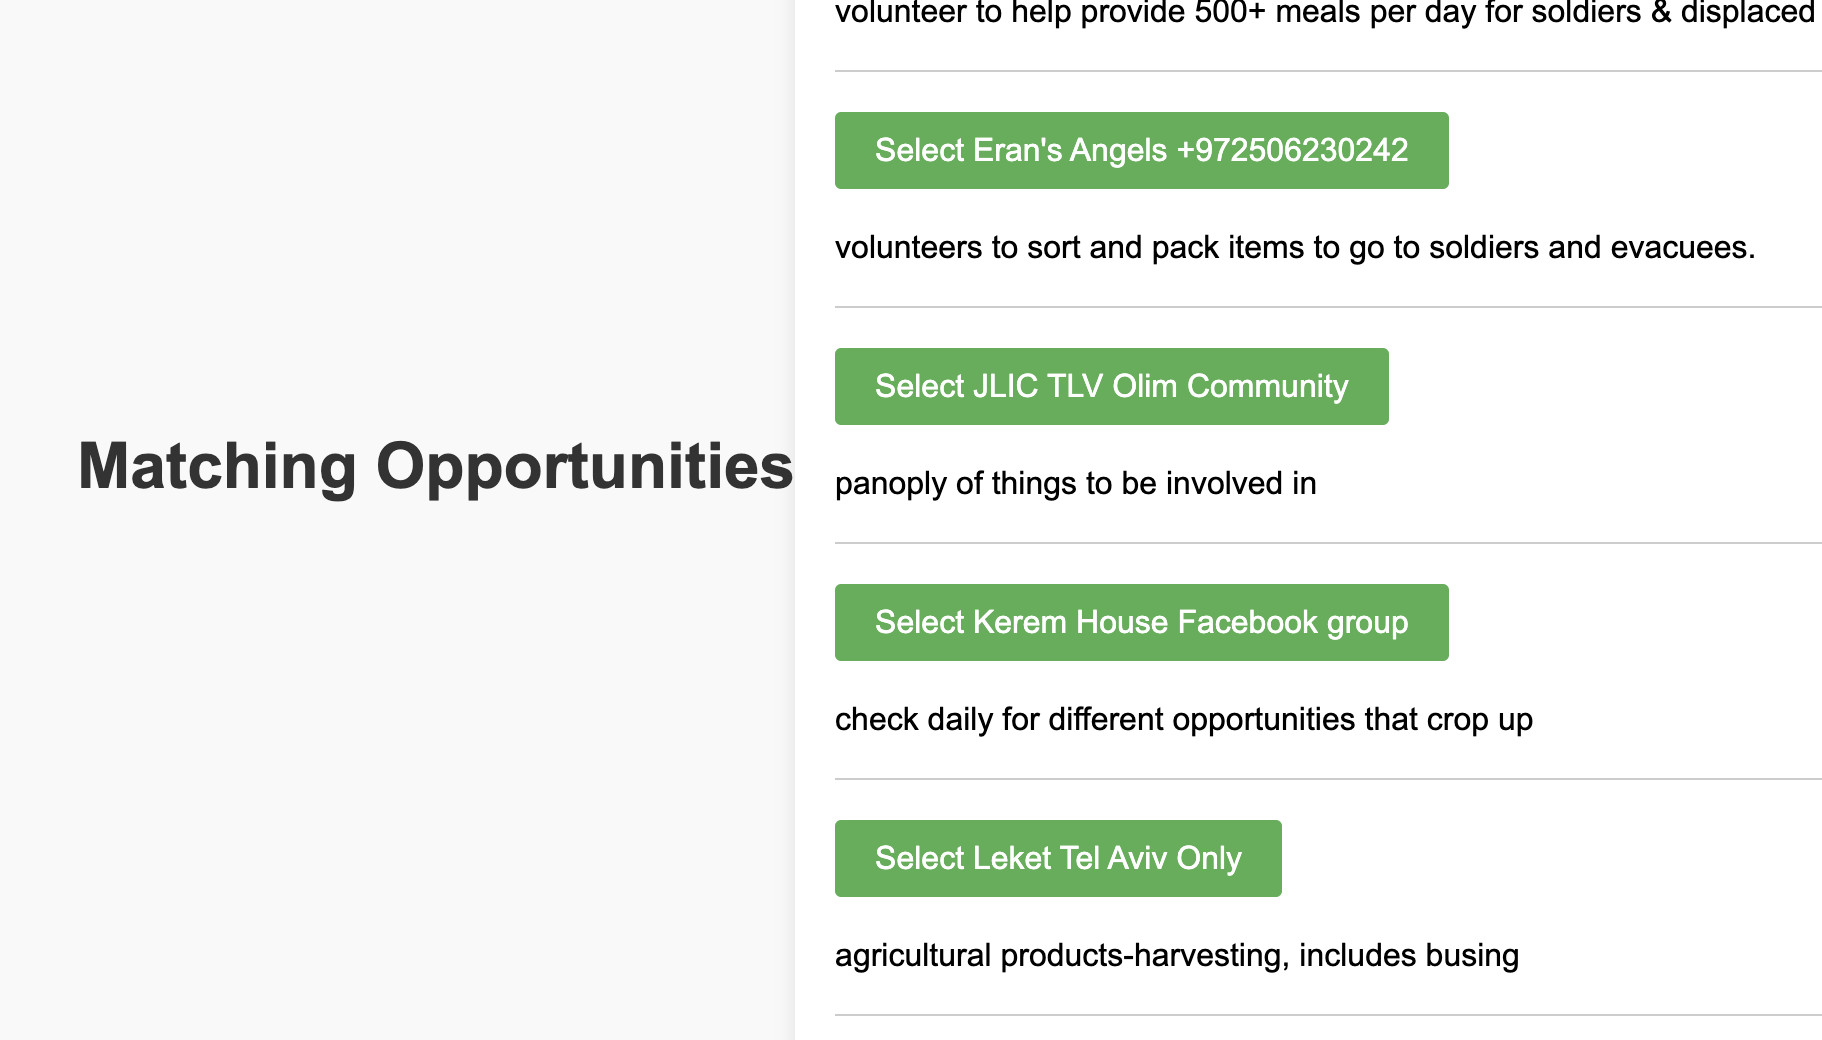 volunteer to help provide 500+ meals per day for soldiers & displaced
Select Eran's Angels +972506230242
volunteers to sort and pack items to go to soldiers and evacuees.
Matching Opportunities
Select JLIC TLV Olim Community
panoply of things to be involved in
Select Kerem House Facebook group
check daily for different opportunities that crop up
Select Leket Tel Aviv Only
agricultural products-harvesting, includes busing